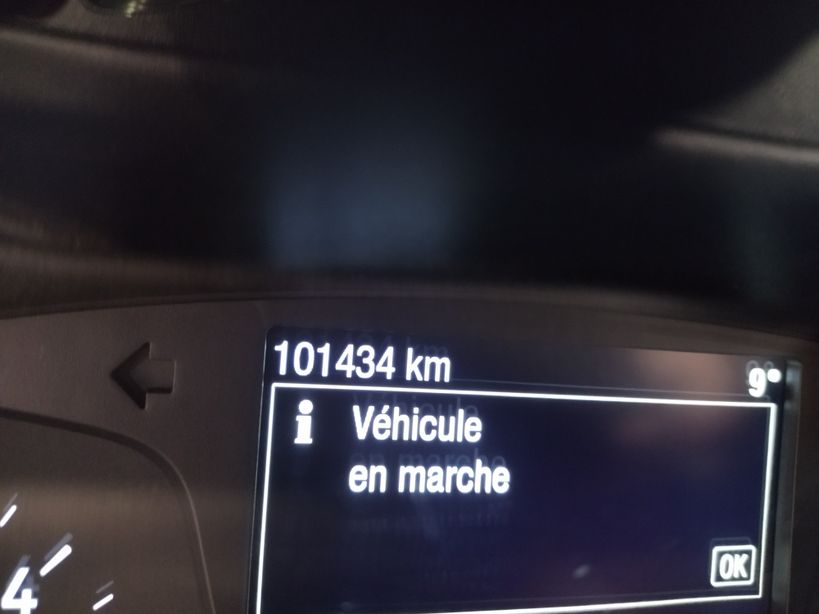 101434 km 9°
i Véhicule
en marche
OK
4